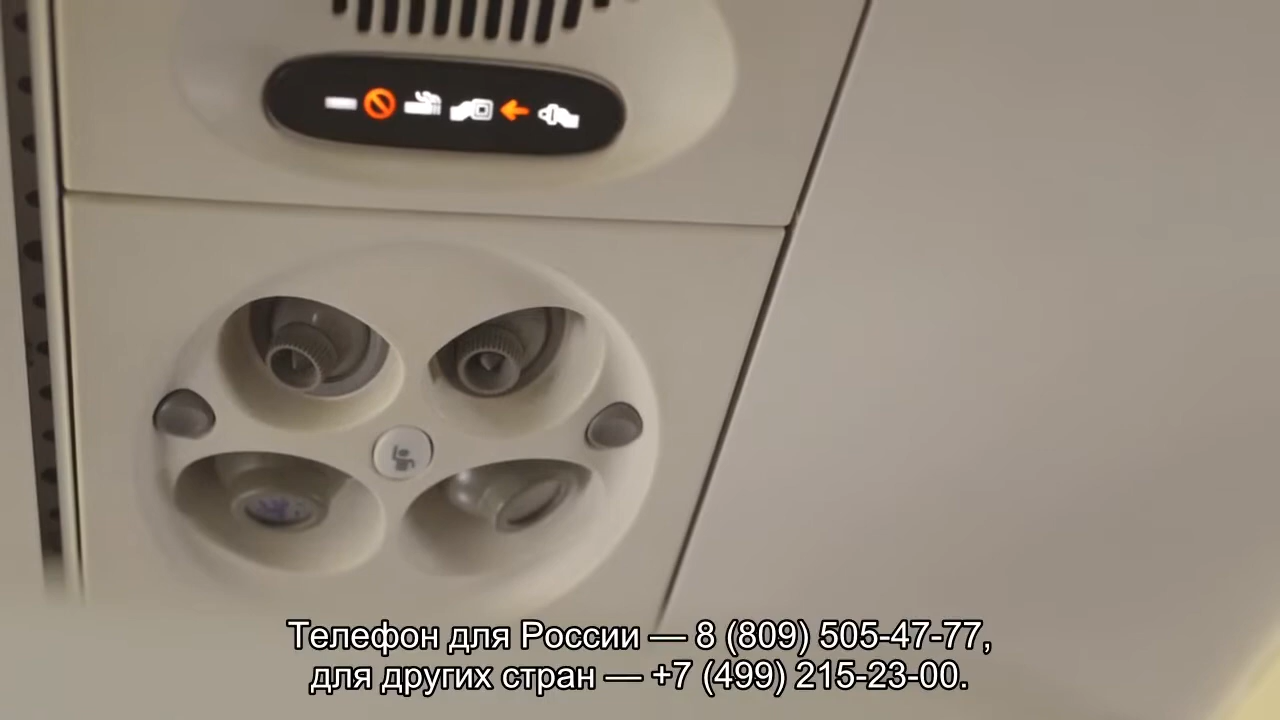 Телефон для России — 8 (809) 505-47-77,
для других стран — +7 (499) 215-23-00.